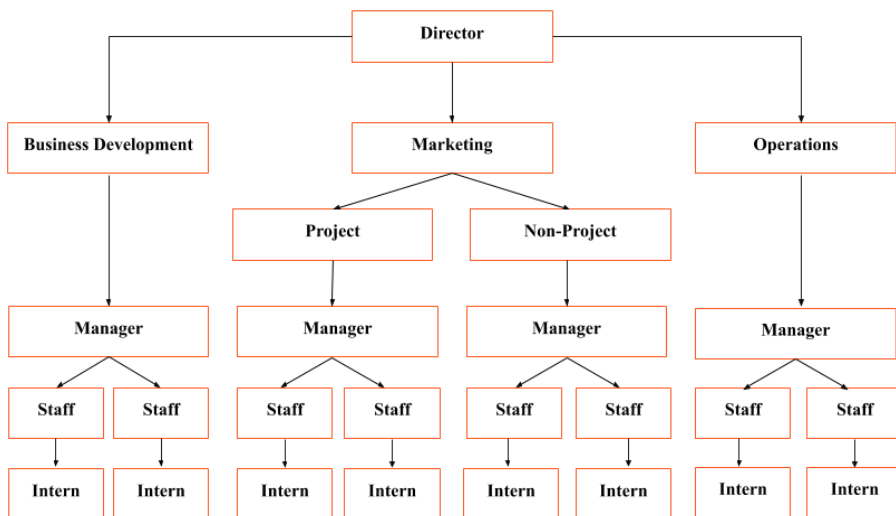 Director
Business Development
Marketing
Operations
Project
Non-Project
Manager
Manager
Manager
Manager
Staff
Staff
Staff
Staff
Staff
Staff
Staff
Staff
Intern
Intern
Intern
Intern
Intern
Intern
Intern
Intern